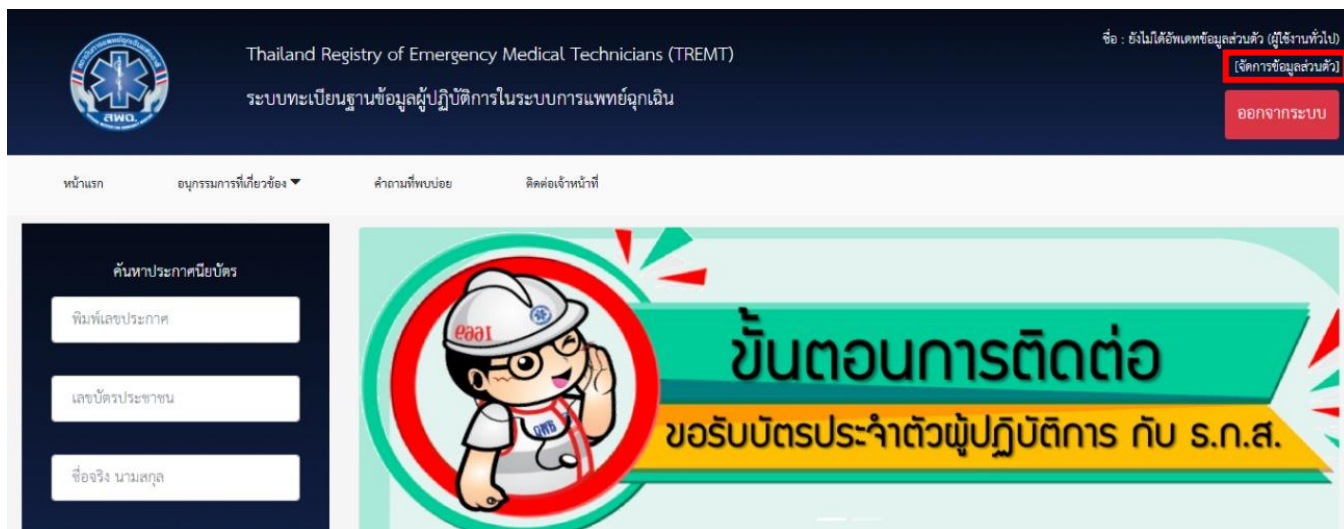 ชื่อ : ยังไม่ได้อัพเดทข้อมูลส่วนตัว (ผู้ใช้งานทั่วไป)
[จัดการข้อมูลส่วนตัว]
ออกจากระบบ
Thailand Registry of Emergency Medical Technicians (TREMT)
ระบบทะเบียนฐานข้อมูลผู้ปฏิบัติการในระบบการแพทย์ฉุกเฉิน
สพฉ.
หน้าแรก
อนุกรรมการที่เกี่ยวข้อง
คำถามที่พบบ่อย
ติดต่อเจ้าหน้าที่
ค้นหาประกาศนียบัตร
พิมพ์เลขประกาศ
เลขบัตรประชาชน
ชื่อจริง นามสกุล
1669
ขั้นตอนการติดต่อ
ขอรับบัตรประจำตัวผู้ปฏิบัติการ กับ ธ.ก.ส.